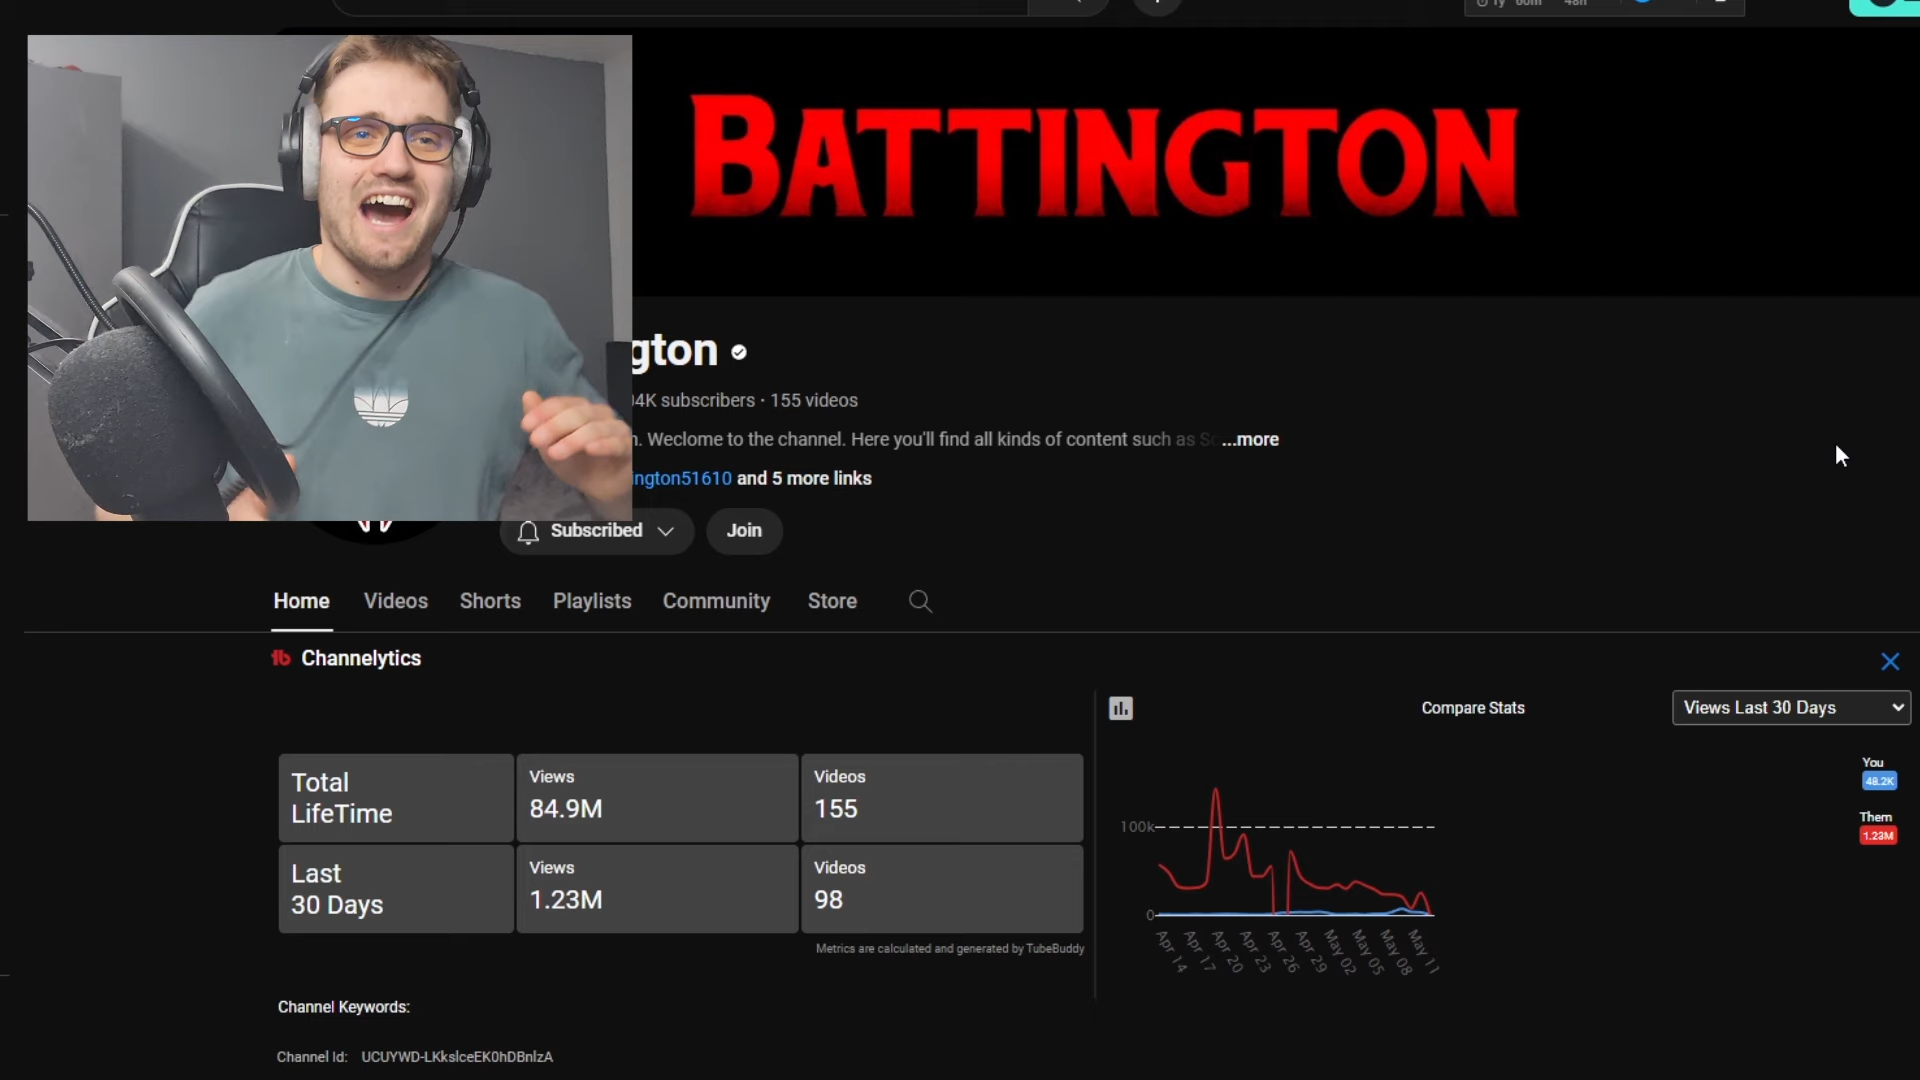 BATTINGTON
gton
04K subscribers · 155 videos
n. Weclome to the channel. Here you'll find all kinds of content such as So ...more
ington51610 and 5 more links
Subscribed
Join
Home Videos Shorts Playlists Community Store
Channelytics
Compare Stats
Views Last 30 Days
Total LifeTime
Views
84.9M
Videos
155
Last 30 Days
Views
1.23M
Videos
98
Metrics are calculated and generated by TubeBuddy
You
48.2K
Them
1.23M
100k
0
Apr 14
Apr 17
Apr 20
Apr 23
Apr 26
Apr 29
May 02
May 05
May 08
May 11
Channel Keywords:
Channel Id: UCUYWD-LKkslceEK0hDBnlzA